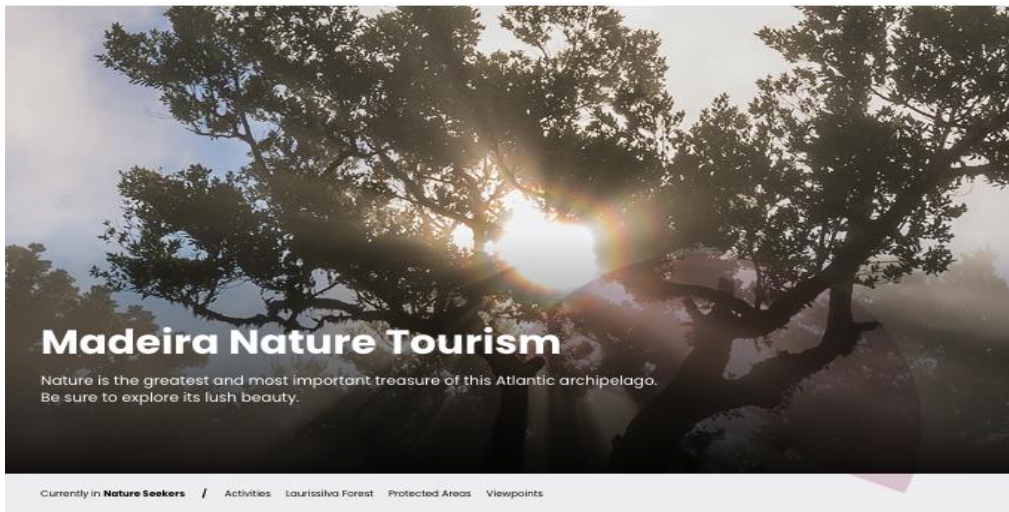 Madeira Nature Tourism
Nature is the greatest and most important treasure of this Atlantic archipelago.
Be sure to explore its lush beauty.
Currently in Nature Seekers / Activities Laurissilva Forest Protected Areas Viewpoints